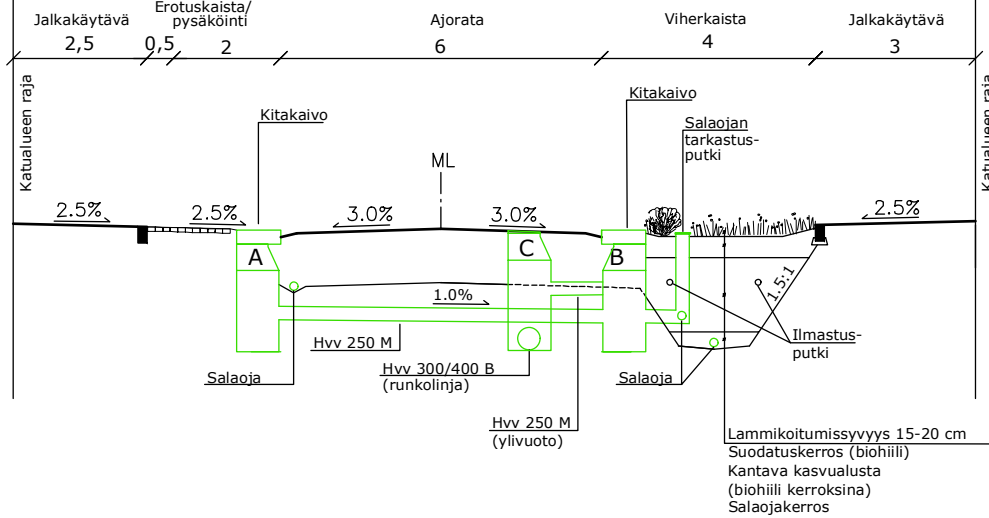 Jalkakäytävä
Erotuskaista/
pysäköinti
Ajorata
Viherkaista
Jalkakäytävä
2,5
0,5
2
6
4
3
Katualueen raja
Kitakaivo
Kitakaivo
Salaojan
tarkastus-
putki
Katualueen raja
ML
2.5%
2.5%
3.0%
3.0%
2.5%
A
C
B
1.0%
1.5:1
Hvv 250 M
Ilmastus-
putki
Salaoja
Hvv 300/400 B
(runkolinja)
Salaoja
Hvv 250 M
(ylivuoto)
Lammikoitumissyvyys 15-20 cm
Suodatuskerros (biohiili)
Kantava kasvualusta
(biohiili kerroksina)
Salaojakerros